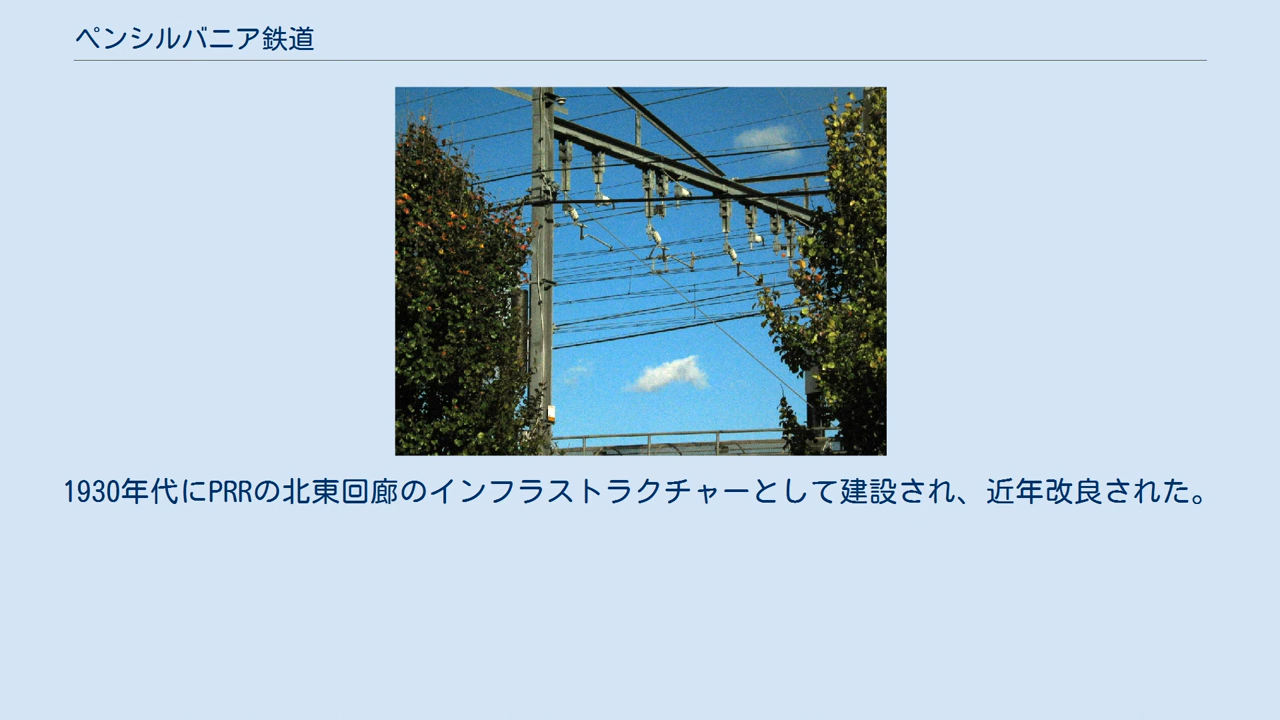 ペンシルバニア鉄道
1930年代にPRRの北東回廊のインフラストラクチャーとして建設され、近年改良された。